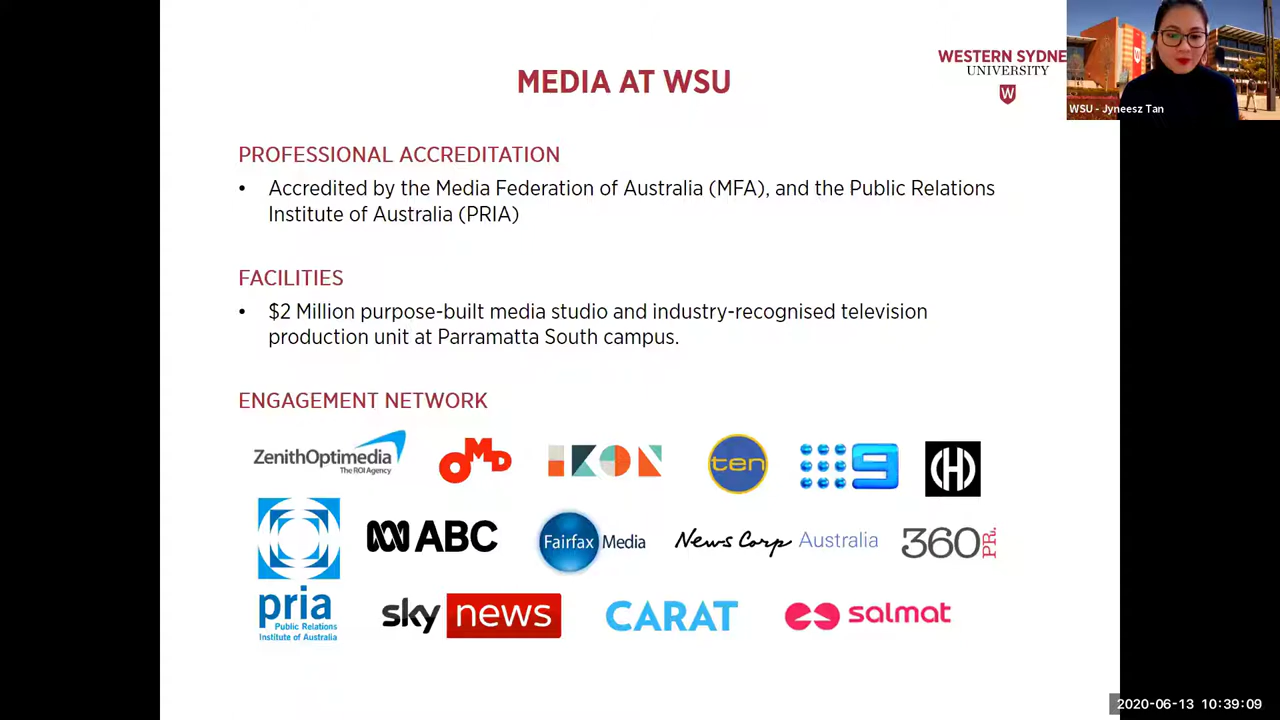 MEDIA AT WSU
WESTERN SYDNE
UNIVERSITY
W
WSU - Jyneesz Tan
PROFESSIONAL ACCREDITATION
• Accredited by the Media Federation of Australia (MFA), and the Public Relations
Institute of Australia (PRIA)
FACILITIES
• $2 Million purpose-built media studio and industry-recognised television
production unit at Parramatta South campus.
ENGAGEMENT NETWORK
ZenithOptimedia
The ROI Agency
OMD
IKON
ten
9
H
ABC
Fairfax Media
News Corp Australia
360 PR.
pria
Public Relations
Institute of Australia
sky news
CARAT
salmat
2020-06-13 10:39:09